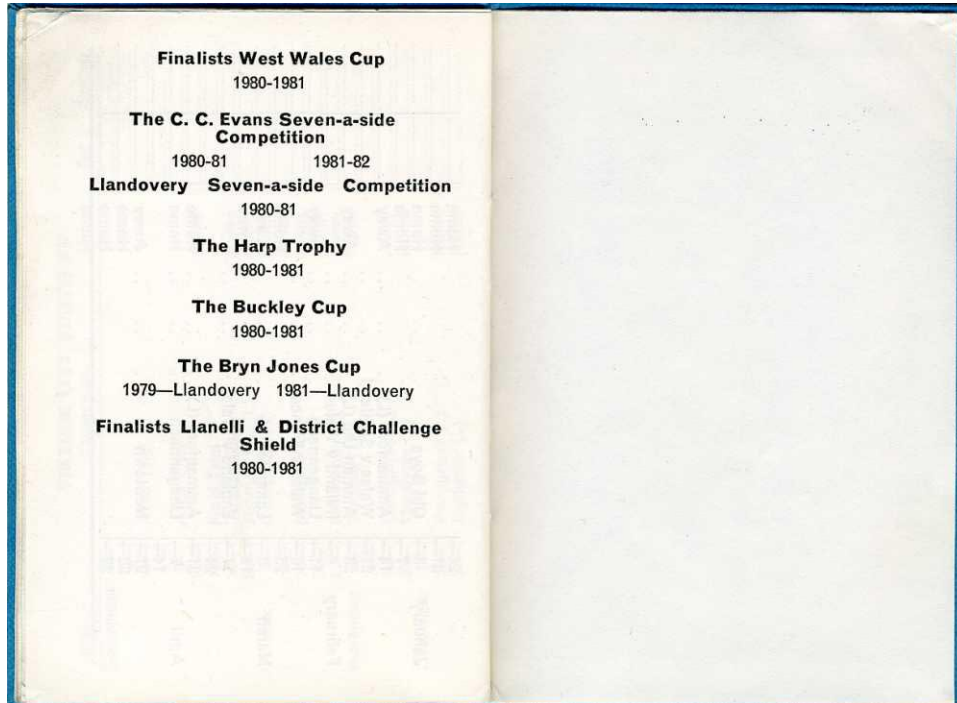 Finalists West Wales Cup
1980-1981
The C. C. Evans Seven-a-side
Competition
1980-81 1981-82
Llandovery Seven-a-side Competition
1980-81
The Harp Trophy
1980-1981
The Buckley Cup
1980-1981
The Bryn Jones Cup
1979—Llandovery 1981—Llandovery
Finalists Llanelli & District Challenge
Shield
1980-1981